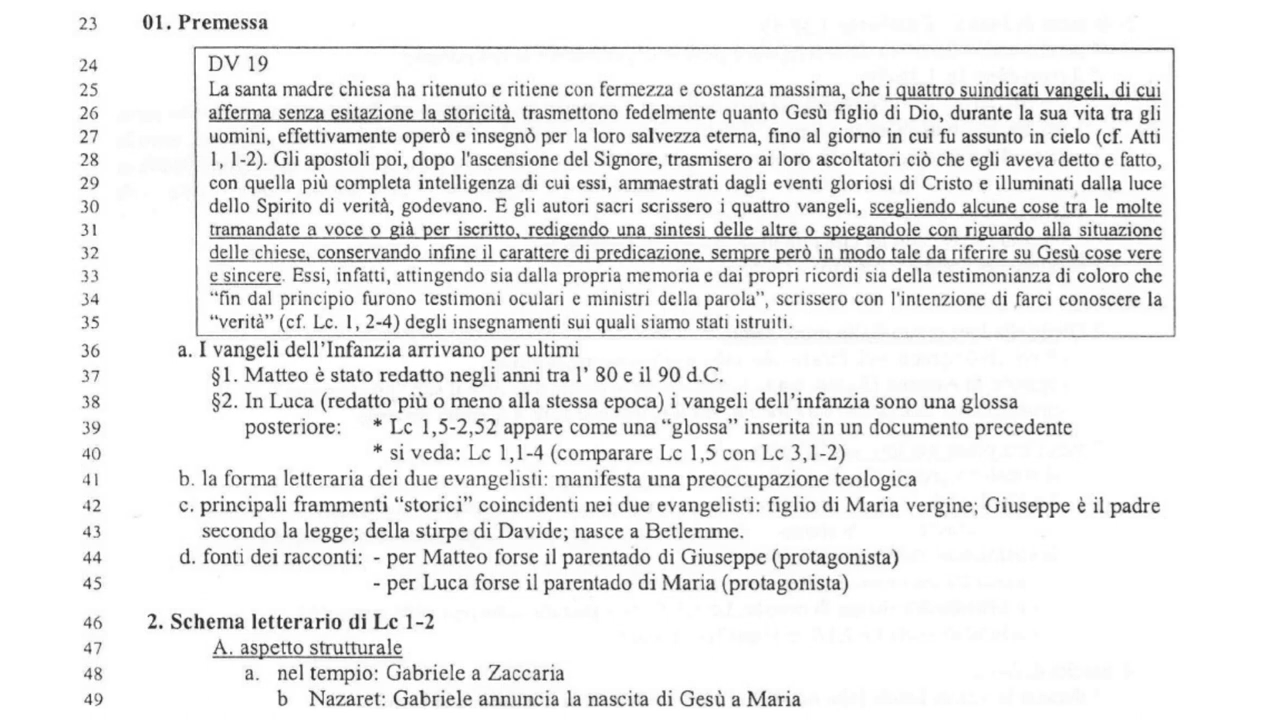 23 01. Premessa
24 DV 19
25 La santa madre chiesa ha ritenuto e ritiene con fermezza e costanza massima, che i quattro suindicati vangeli, di cui
26 afferma senza esitazione la storicità, trasmettono fedelmente quanto Gesù figlio di Dio, durante la sua vita tra gli
27 uomini, effettivamente operò e insegnò per la loro salvezza eterna, fino al giorno in cui fu assunto in cielo (cf. Atti
28 1, 1-2). Gli apostoli poi, dopo l'ascensione del Signore, trasmisero ai loro ascoltatori ciò che egli aveva detto e fatto,
29 con quella più completa intelligenza di cui essi, ammaestrati dagli eventi gloriosi di Cristo e illuminati dalla luce
30 dello Spirito di verità, godevano. E gli autori sacri scrissero i quattro vangeli, scegliendo alcune cose tra le molte
31 tramandate a voce o già per iscritto, redigendo una sintesi delle altre o spiegandole con riguardo alla situazione
32 delle chiese, conservando infine il carattere di predicazione, sempre però in modo tale da riferire su Gesù cose vere
33 e sincere. Essi, infatti, attingendo sia dalla propria memoria e dai propri ricordi sia della testimonianza di coloro che
34 “fin dal principio furono testimoni oculari e ministri della parola”, scrissero con l'intenzione di farci conoscere la
35 “verità” (cf. Lc. 1, 2-4) degli insegnamenti sui quali siamo stati istruiti.
36 a. I vangeli dell’Infanzia arrivano per ultimi
37 §1. Matteo è stato redatto negli anni tra l’ 80 e il 90 d.C.
38 §2. In Luca (redatto più o meno alla stessa epoca) i vangeli dell’infanzia sono una glossa
39 posteriore: * Lc 1,5-2,52 appare come una “glossa” inserita in un documento precedente
40 * si veda: Lc 1,1-4 (comparare Lc 1,5 con Lc 3,1-2)
41 b. la forma letteraria dei due evangelisti: manifesta una preoccupazione teologica
42 c. principali frammenti “storici” coincidenti nei due evangelisti: figlio di Maria vergine; Giuseppe è il padre
43 secondo la legge; della stirpe di Davide; nasce a Betlemme.
44 d. fonti dei racconti: - per Matteo forse il parentado di Giuseppe (protagonista)
45 - per Luca forse il parentado di Maria (protagonista)
46 2. Schema letterario di Lc 1-2
47 A. aspetto strutturale
48 a. nel tempio: Gabriele a Zaccaria
49 b Nazaret: Gabriele annuncia la nascita di Gesù a Maria